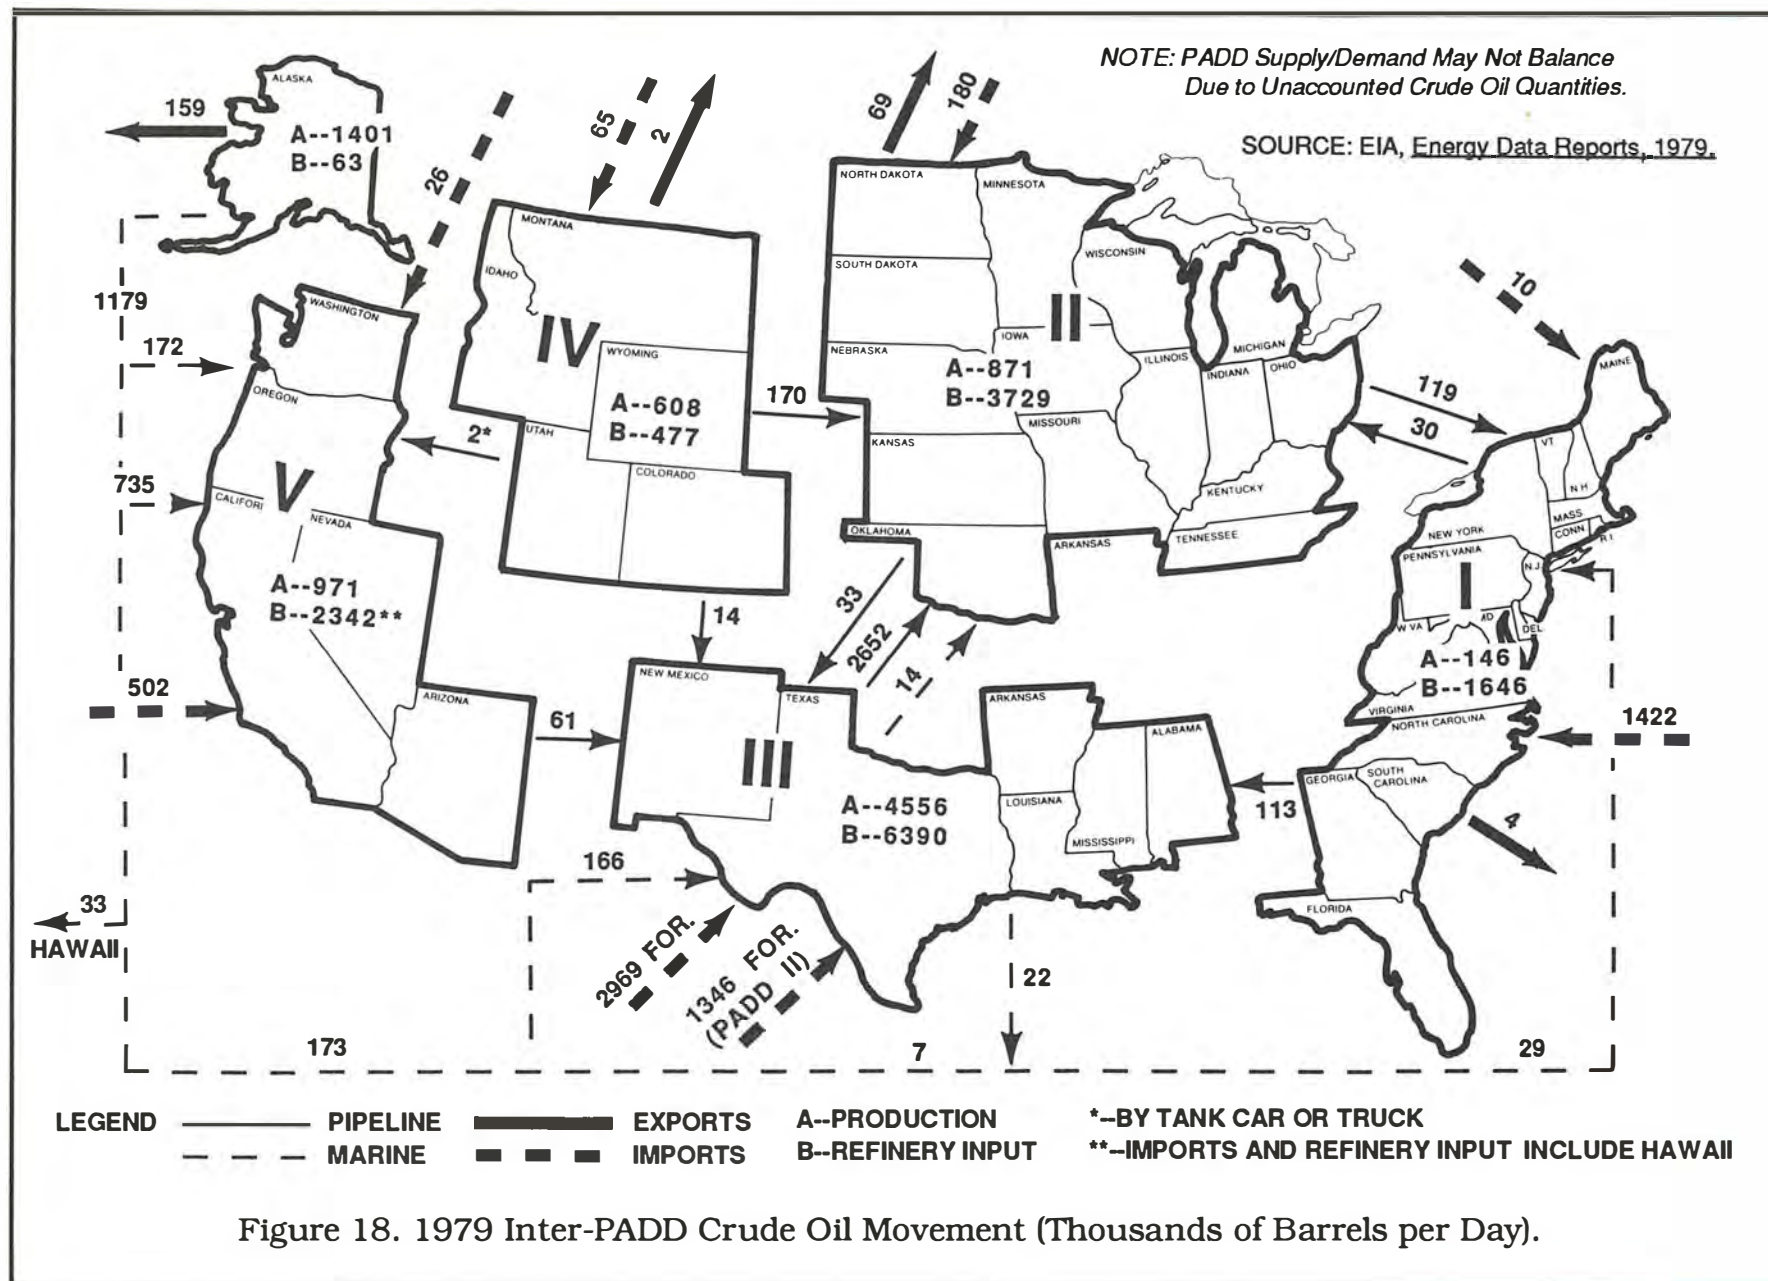 NOTE: PADD Supply/Demand May Not Balance
Due to Unaccounted Crude Oil Quantities.
SOURCE: EIA, Energy Data Reports, 1979.
ALASKA
159
A--1401
B--63
26
65
2
69
180
10
1179
172
735
502
33
HAWAII
WASHINGTON
OREGON
CALIFORI
NEVADA
ARIZONA
V
A--971
B--2342**
MONTANA
IDAHO
WYOMING
UTAH
COLORADO
IV
A--608
B--477
2*
170
14
61
NORTH DAKOTA
MINNESOTA
SOUTH DAKOTA
WISCONSIN
NEBRASKA
IOWA
ILLINOIS
MICHIGAN
INDIANA
OHIO
KANSAS
MISSOURI
KENTUCKY
OKLAHOMA
ARKANSAS
TENNESSEE
II
A--871
B--3729
119
30
33
2652
14
MAINE
VT
N H
MASS
CONN
R I
NEW YORK
PENNSYLVANIA
N.J.
W VA
MD
DEL
VIRGINIA
NORTH CAROLINA
SOUTH
CAROLINA
GEORGIA
FLORIDA
I
A--146
B--1646
1422
4
113
NEW MEXICO
TEXAS
ARKANSAS
ALABAMA
LOUISIANA
MISSISSIPPI
III
A--4556
B--6390
166
2969 FOR.
1346 FOR.
(PADD II)
22
173
7
29
LEGEND
PIPELINE
MARINE
EXPORTS
IMPORTS
A--PRODUCTION
B--REFINERY INPUT
*--BY TANK CAR OR TRUCK
**--IMPORTS AND REFINERY INPUT INCLUDE HAWAII
Figure 18. 1979 Inter-PADD Crude Oil Movement (Thousands of Barrels per Day).